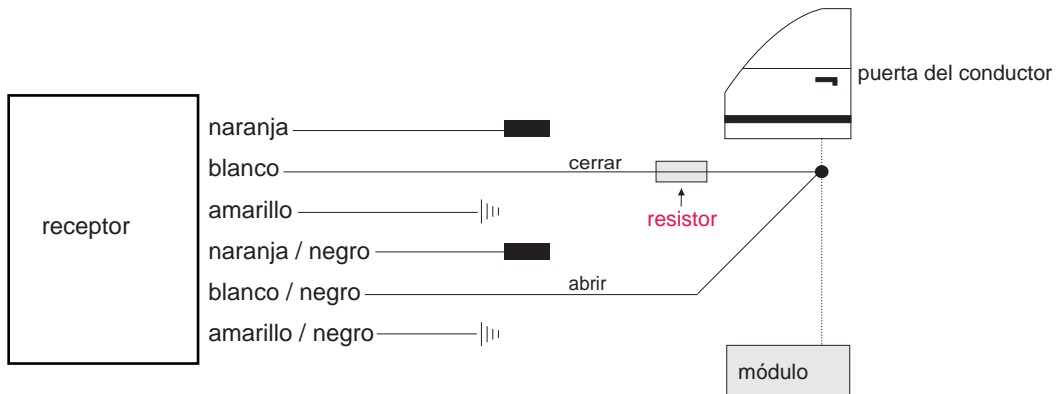 puerta del conductor
naranja
blanco
cerrar
amarillo
resistor
receptor
naranja / negro
blanco / negro
abrir
amarillo / negro
módulo